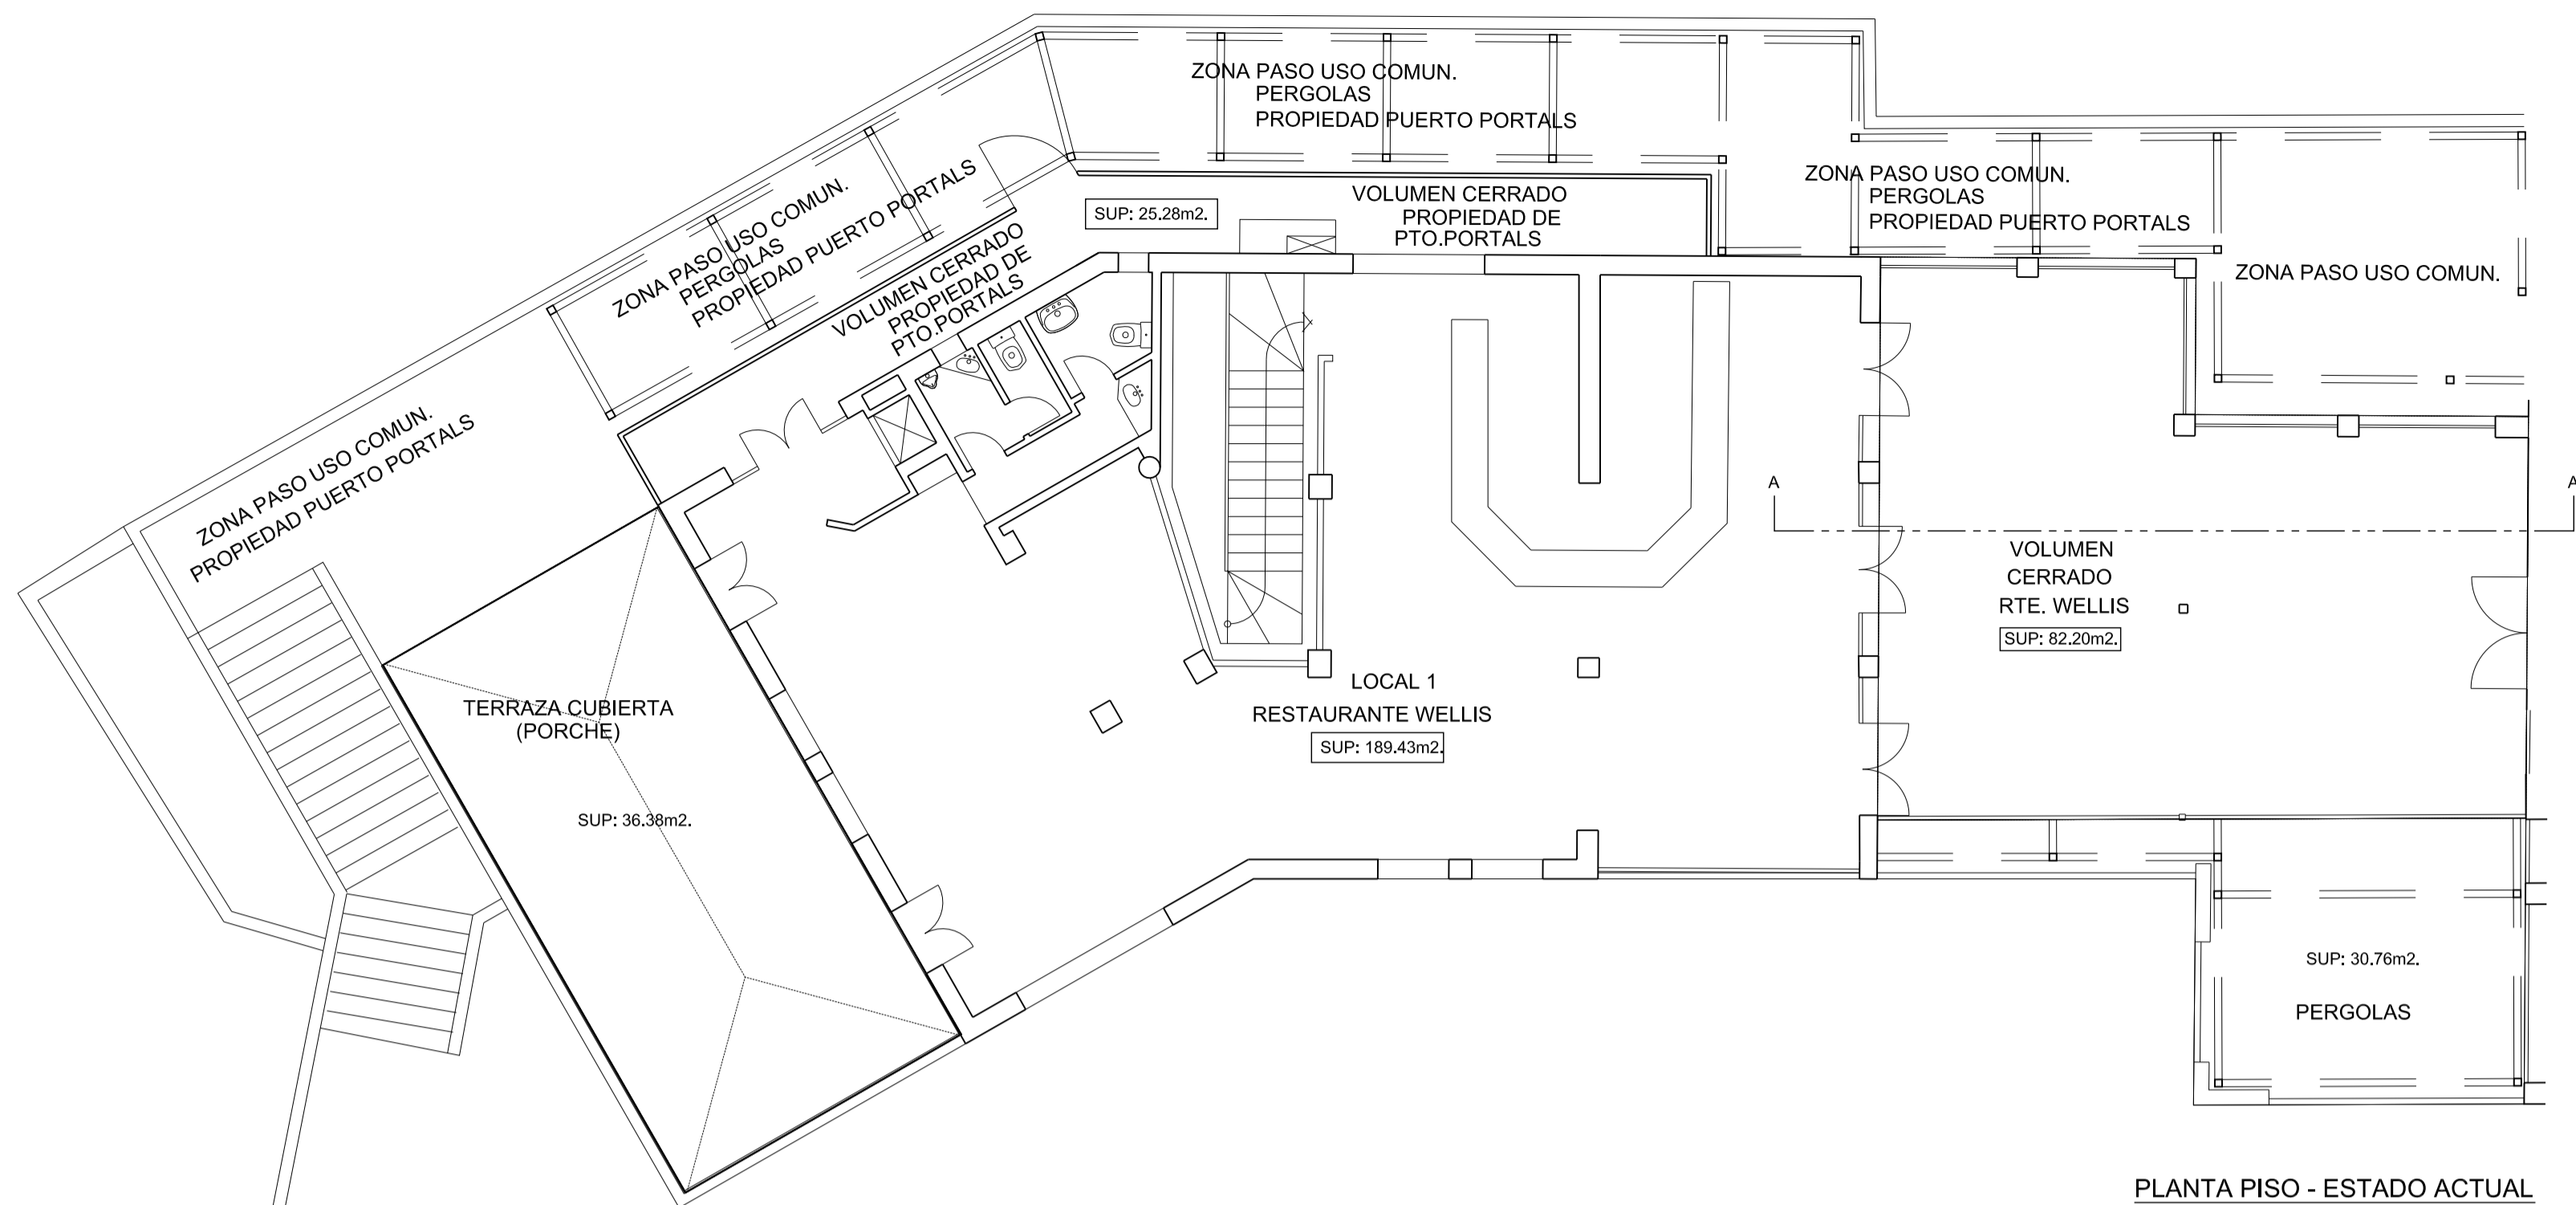 ZONA PASO USO COMUN.
PERGOLAS
PROPIEDAD PUERTO PORTALS
ZONA PASO USO COMUN.
PERGOLAS
PROPIEDAD PUERTO PORTALS
ZONA PASO USO COMUN.
PERGOLAS
PROPIEDAD PUERTO PORTALS
VOLUMEN CERRADO
PROPIEDAD DE
PTO.PORTALS
SUP: 25.28m2.
VOLUMEN CERRADO
PROPIEDAD DE
PTO.PORTALS
ZONA PASO USO COMUN.
ZONA PASO USO COMUN.
PROPIEDAD PUERTO PORTALS
A
A
VOLUMEN
CERRADO
RTE. WELLIS
SUP: 82.20m2.
TERRAZA CUBIERTA
(PORCHE)
SUP: 36.38m2.
LOCAL 1
RESTAURANTE WELLIS
SUP: 189.43m2.
SUP: 30.76m2.
PERGOLAS
PLANTA PISO - ESTADO ACTUAL